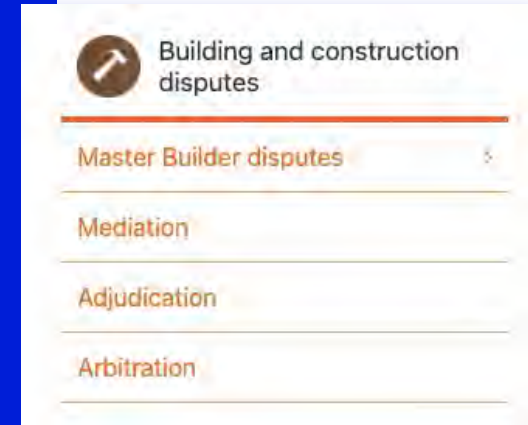 Building and construction
disputes
Master Builder disputes
Mediation
Adjudication
Arbitration